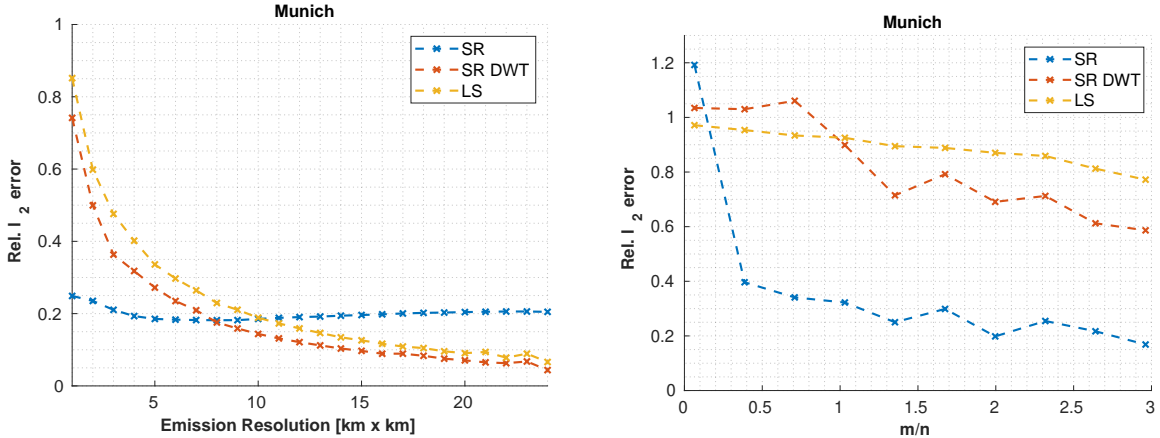 Munich
1
0.8
0.6
0.4
0.2
0
5
10
15
20
Rel. l 2 error
Emission Resolution [km x km]
SR
SR DWT
LS
Munich
1.2
1
0.8
0.6
0.4
0.2
0
0
0.5
1
1.5
2
2.5
3
Rel. l 2 error
m/n
SR
SR DWT
LS